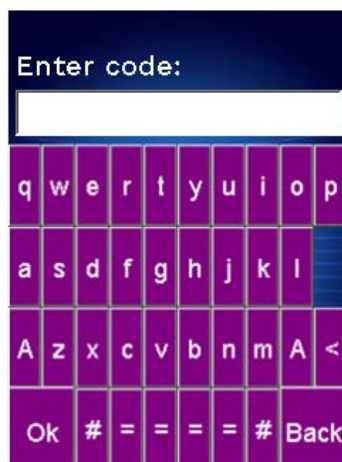 Enter code:
q w e r t y u i o p
a s d f g h j k l
A z x c v b n m A <
Ok # = = = = # Back